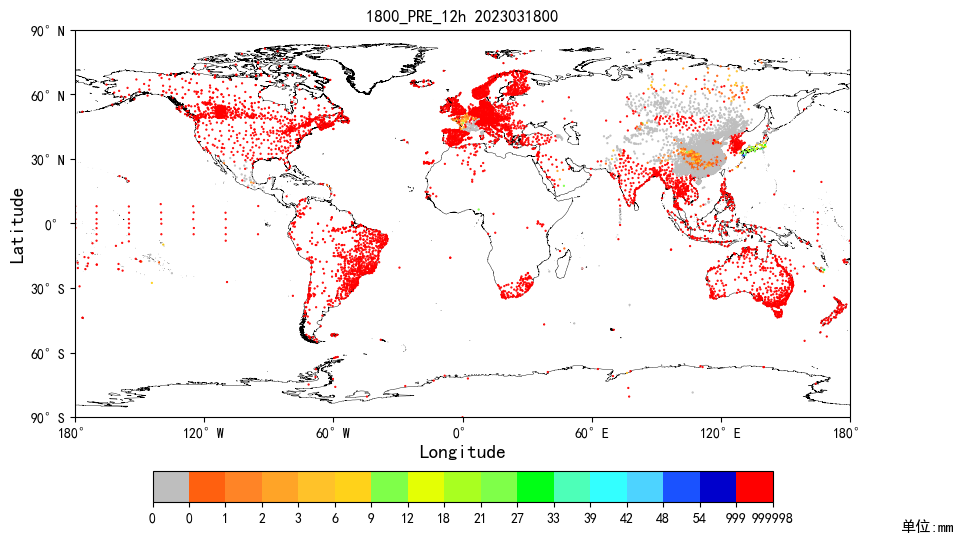 1800_PRE_12h 2023031800
90° N
60° N
30° N
0°
30° S
60° S
90° S
Latitude
180° 120° W 60° W 0° 60° E 120° E 180°
Longitude
0 0 1 2 3 6 9 12 18 21 27 33 39 42 48 54 999 999998
单位:mm